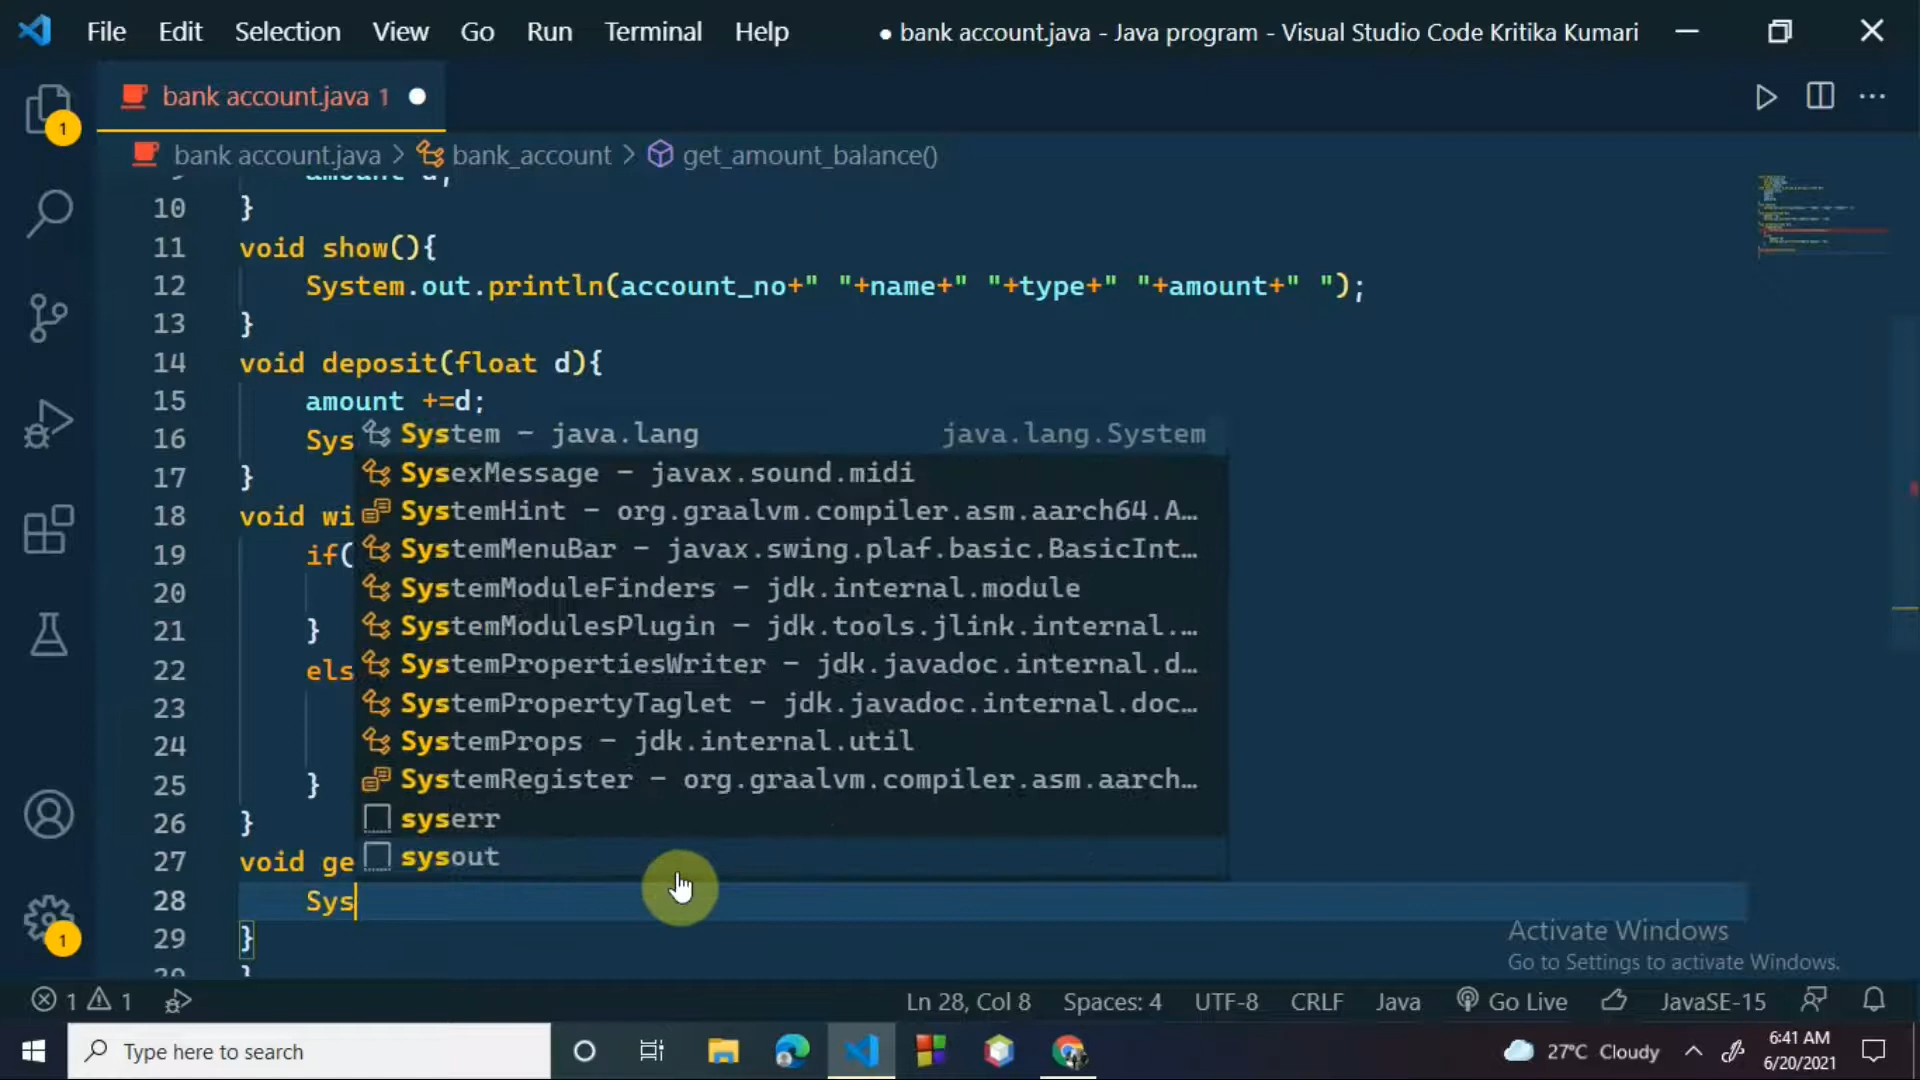 File Edit Selection View Go Run Terminal Help ● bank account.java - Java program - Visual Studio Code Kritika Kumari
bank account.java 1 ●
bank account.java > bank_account > get_amount_balance()
10 }
11 void show(){
12 System.out.println(account_no+" "+name+" "+type+" "+amount+" ");
13 }
14 void deposit(float d){
15 amount +=d;
16 Sys
17 }
18 void wi
19 if(
20
21 }
22 els
23
24
25 }
26 }
27 void ge
28 Sys
29 }
System – java.lang java.lang.System
SysexMessage – javax.sound.midi
SystemHint – org.graalvm.compiler.asm.aarch64.A…
SystemMenuBar – javax.swing.plaf.basic.BasicInt…
SystemModuleFinders – jdk.internal.module
SystemModulesPlugin – jdk.tools.jlink.internal.…
SystemPropertiesWriter – jdk.javadoc.internal.d…
SystemPropertyTaglet – jdk.javadoc.internal.doc…
SystemProps – jdk.internal.util
SystemRegister – org.graalvm.compiler.asm.aarch…
syserr
sysout
1
1
Activate Windows
Go to Settings to activate Windows.
1 1 Ln 28, Col 8 Spaces: 4 UTF-8 CRLF Java Go Live JavaSE-15
Type here to search 27°C Cloudy 6:41 AM
6/20/2021